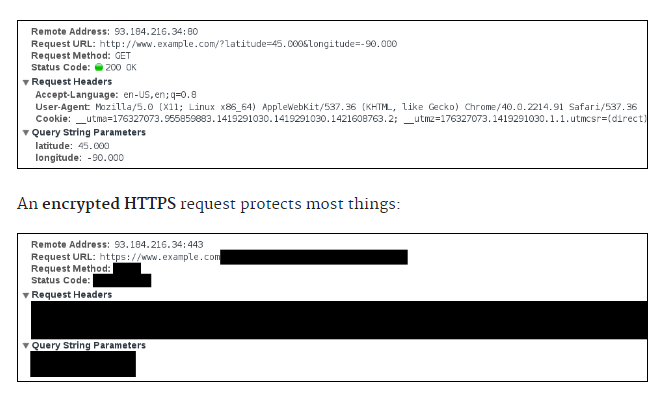 Remote Address: 93.184.216.34:80
Request URL: http://www.example.com/?latitude=45.000&longitude=-90.000
Request Method: GET
Status Code: 200 OK
Request Headers
Accept-Language: en-US,en;q=0.8
User-Agent: Mozilla/5.0 (X11; Linux x86_64) AppleWebKit/537.36 (KHTML, like Gecko) Chrome/40.0.2214.91 Safari/537.36
Cookie: __utma=176327073.955859883.1419291030.1419291030.1421608763.2; __utmz=176327073.1419291030.1.1.utmcsr=(direct)
Query String Parameters
latitude: 45.000
longitude: -90.000
An encrypted HTTPS request protects most things:
Remote Address: 93.184.216.34:443
Request URL: https://www.example.com
Request Method:
Status Code:
Request Headers
Query String Parameters